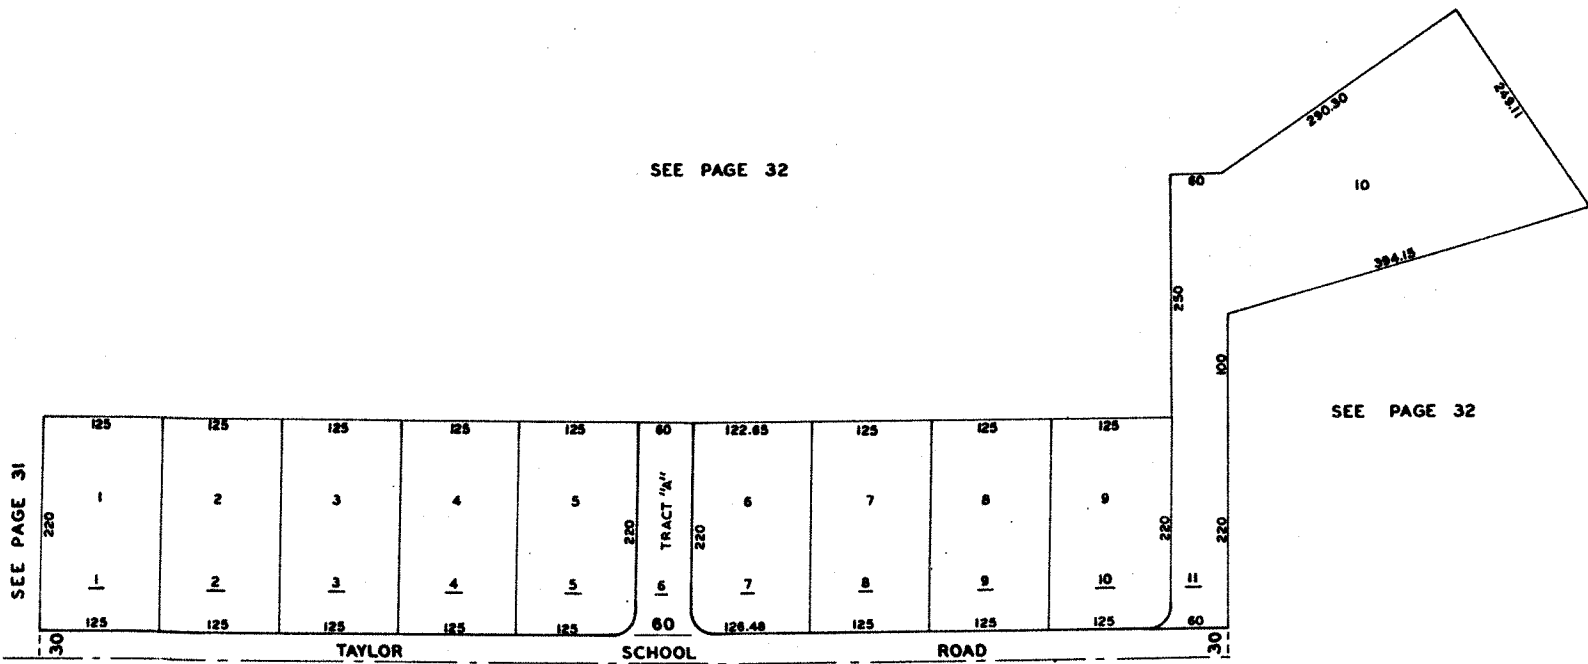 290.30
249.11
SEE PAGE 32
60
10
394.15
250
100
SEE PAGE 32
125 125 125 125 125 60 122.65 125 125 125
SEE PAGE 31
1 2 3 4 5 TRACT "A" 6 7 8 9
220 220 220 220 220
1 2 3 4 5 6 7 8 9 10 11
125 125 125 125 125 60 126.48 125 125 125 60
30 TAYLOR SCHOOL ROAD 30